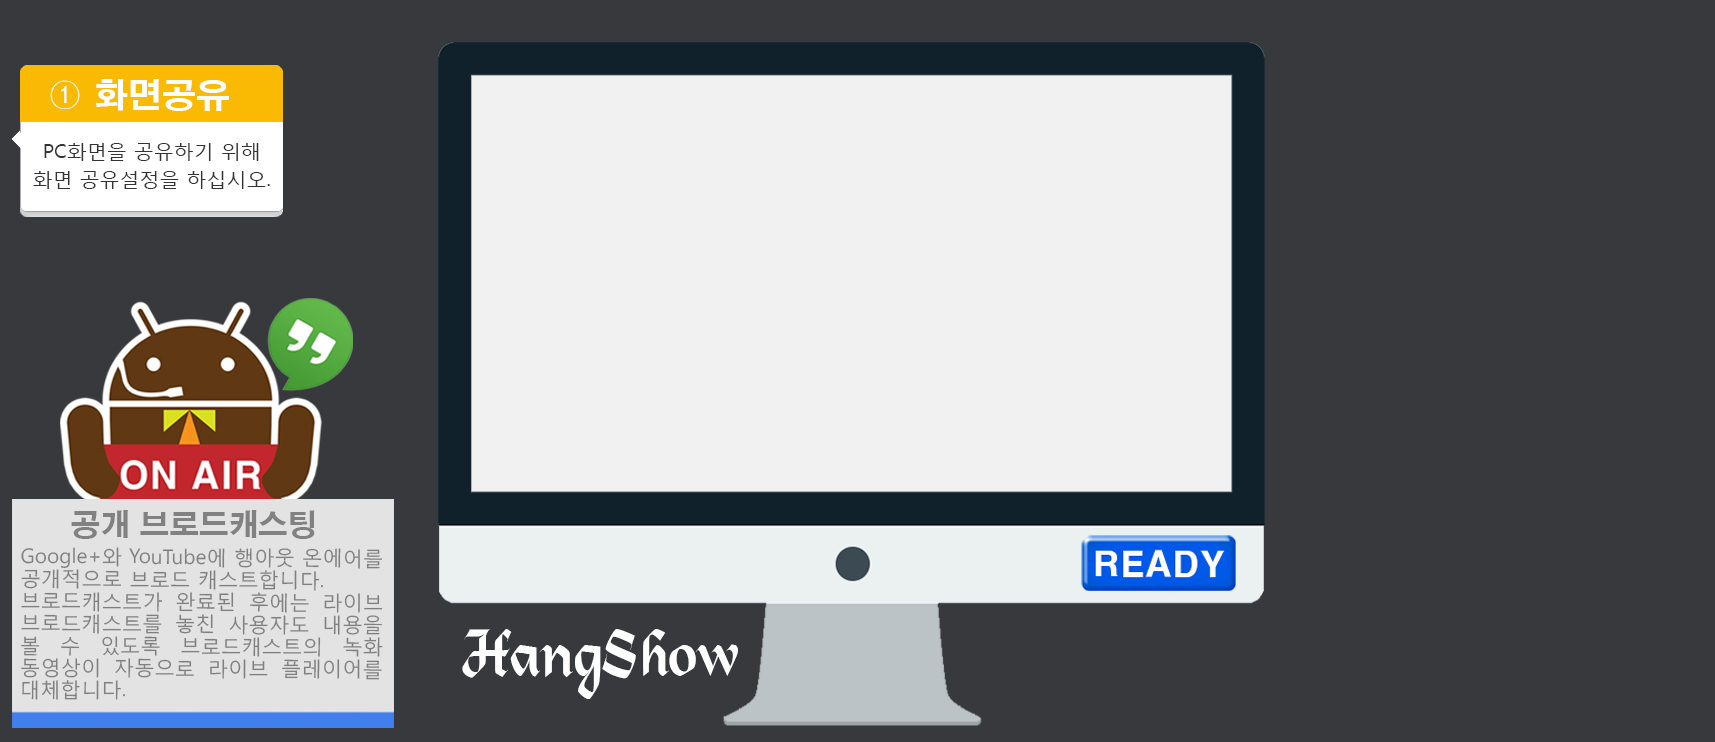 ① 화면공유
PC화면을 공유하기 위해
화면 공유설정을 하십시오.
ON AIR
공개 브로드캐스팅
Google+와 YouTube에 행아웃 온에어를
공개적으로 브로드 캐스트합니다.
브로드캐스트가 완료된 후에는 라이브
브로드캐스트를 놓친 사용자도 내용을
볼 수 있도록 브로드캐스트의 녹화
동영상이 자동으로 라이브 플레이어를
대체합니다.
READY
HangShow